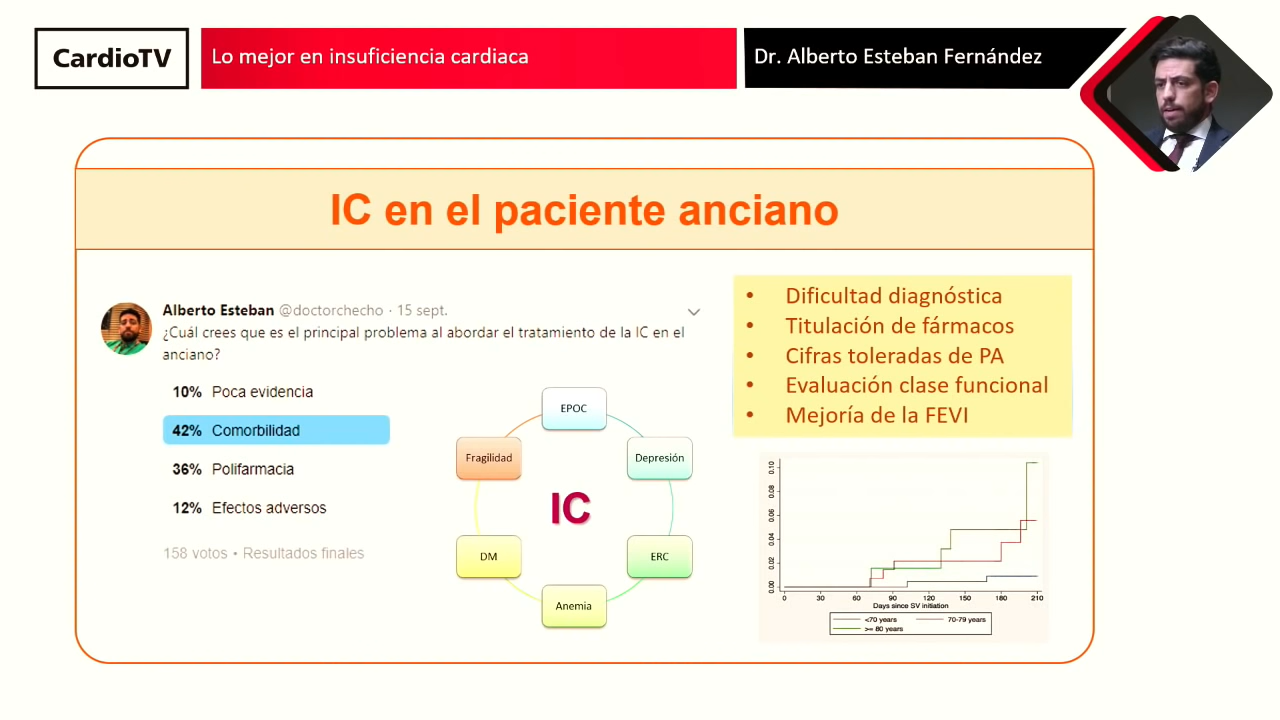 CardioTV
Lo mejor en insuficiencia cardiaca
Dr. Alberto Esteban Fernández
IC en el paciente anciano
Alberto Esteban @doctorchecho · 15 sept.
¿Cuál crees que es el principal problema al abordar el tratamiento de la IC en el
anciano?
10% Poca evidencia
42% Comorbilidad
36% Polifarmacia
12% Efectos adversos
158 votos • Resultados finales
EPOC
Depresión
ERC
Anemia
DM
Fragilidad
IC
• Dificultad diagnóstica
• Titulación de fármacos
• Cifras toleradas de PA
• Evaluación clase funcional
• Mejoría de la FEVI
0.10
0.08
0.06
0.04
0.02
0.00
0 30 60 90 120 150 180 210
Days since SV initiation
<70 years 70-79 years
>= 80 years